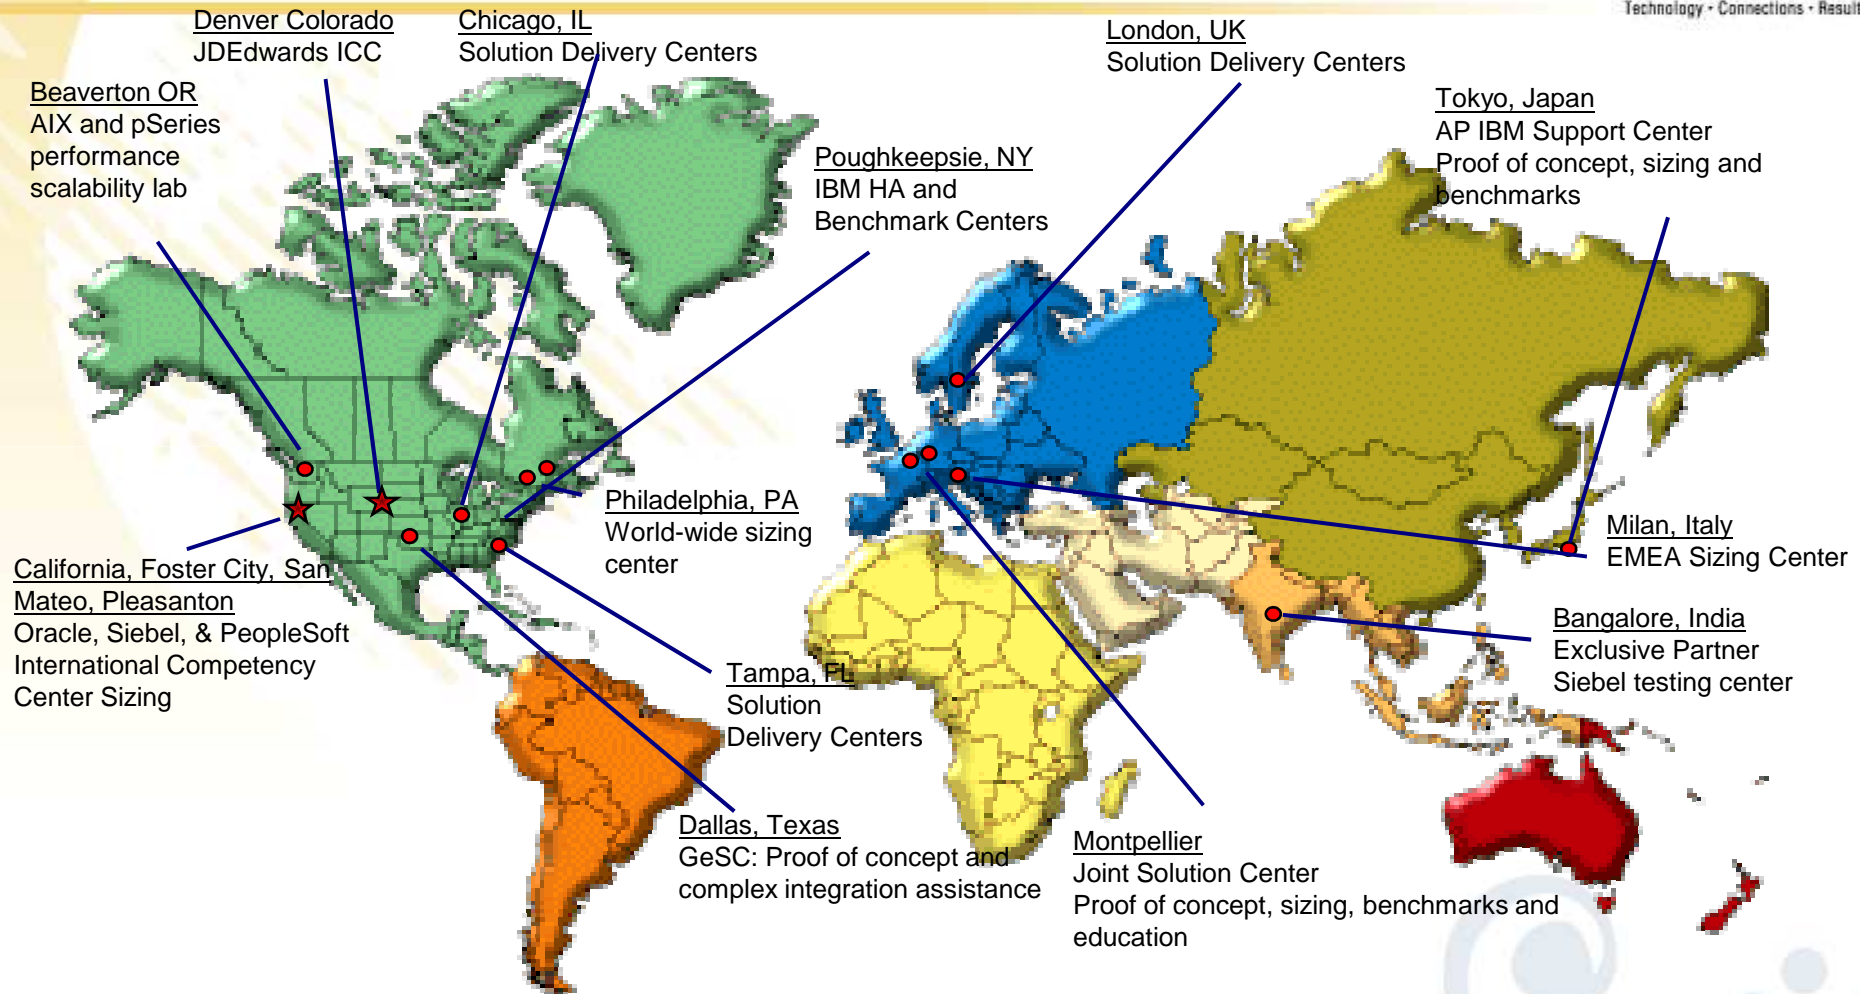 Technology • Connections • Result
Denver Colorado
JDEdwards ICC
Chicago, IL
Solution Delivery Centers
London, UK
Solution Delivery Centers
Beaverton OR
AIX and pSeries
performance
scalability lab
Tokyo, Japan
AP IBM Support Center
Proof of concept, sizing and
benchmarks
Poughkeepsie, NY
IBM HA and
Benchmark Centers
Philadelphia, PA
World-wide sizing
center
Milan, Italy
EMEA Sizing Center
California, Foster City, San
Mateo, Pleasanton
Oracle, Siebel, & PeopleSoft
International Competency
Center Sizing
Bangalore, India
Exclusive Partner
Siebel testing center
Tampa, FL
Solution
Delivery Centers
Dallas, Texas
GeSC: Proof of concept and
complex integration assistance
Montpellier
Joint Solution Center
Proof of concept, sizing, benchmarks and
education